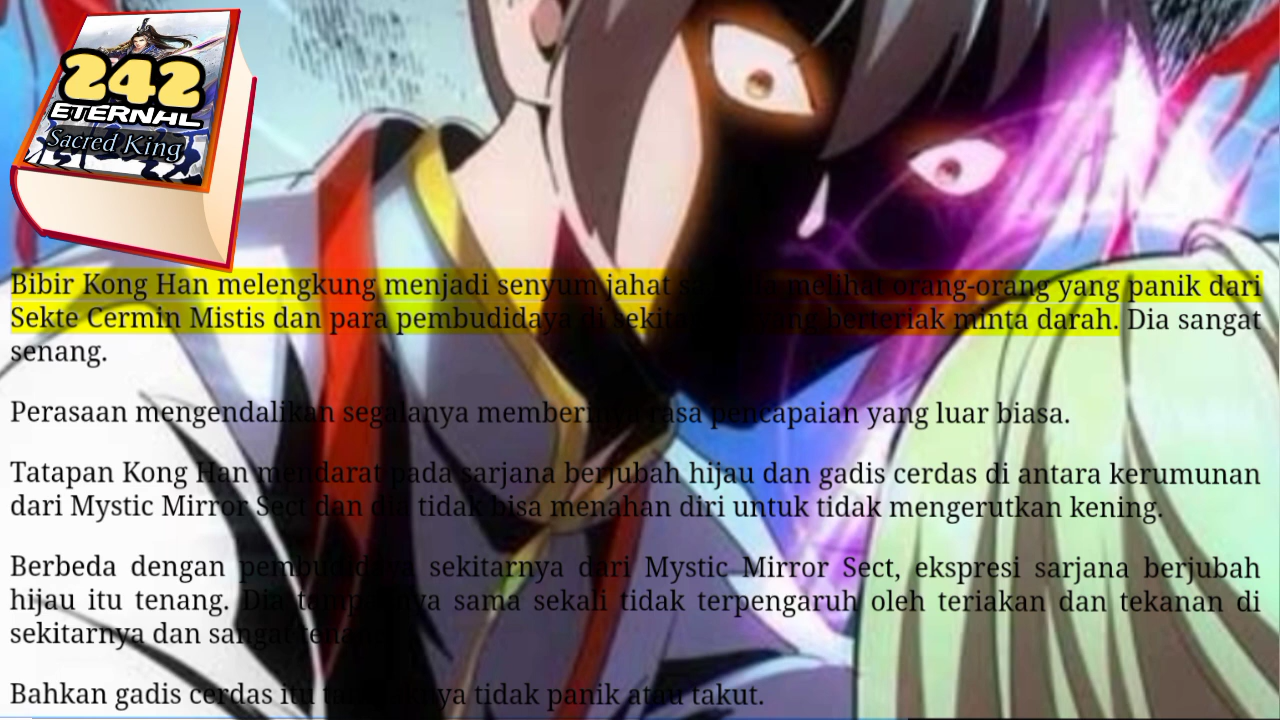 242
ETERNAL
Sacred King
Bibir Kong Han melengkung menjadi senyum jahat melihat orang-orang yang panik dari
Sekte Cermin Mistis dan para pembudidaya di sekitar yang berteriak minta darah. Dia sangat
senang.
Perasaan mengendalikan segalanya memberinya rasa pencapaian yang luar biasa.
Tatapan Kong Han mendarat pada sarjana berjubah hijau dan gadis cerdas di antara kerumunan
dari Mystic Mirror Sect dan dia tidak bisa menahan diri untuk tidak mengerutkan kening.
Berbeda dengan pembudidaya sekitarnya dari Mystic Mirror Sect, ekspresi sarjana berjubah
hijau itu tenang. Dia tampaknya sama sekali tidak terpengaruh oleh teriakan dan tekanan di
sekitarnya dan sangat tenang.
Bahkan gadis cerdas itu tampaknya tidak panik atau takut.